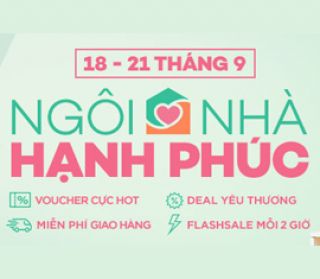 18 - 21 THÁNG 9
NGÔI NHÀ
HẠNH PHÚC
VOUCHER CỰC HOT
DEAL YÊU THƯƠNG
MIỄN PHÍ GIAO HÀNG
FLASHSALE MỖI 2 GIỜ